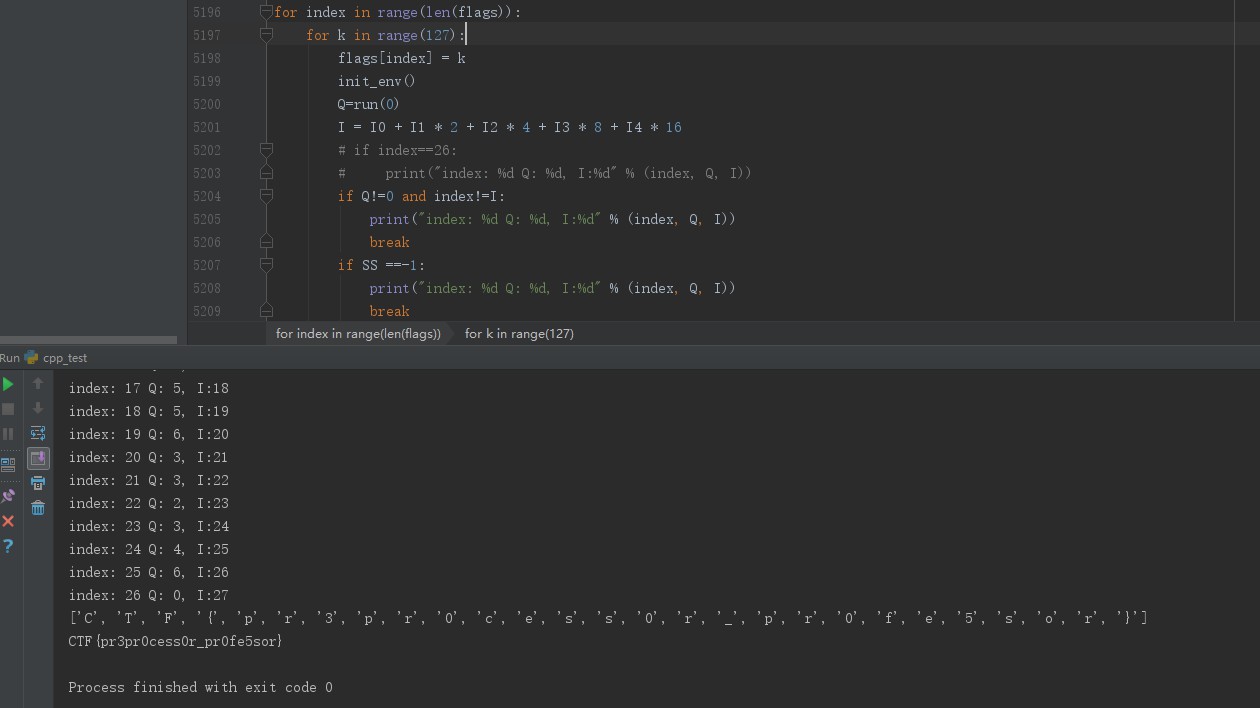 5196 for index in range(len(flags)):
5197 for k in range(127):
5198 flags[index] = k
5199 init_env()
5200 Q=run(0)
5201 I = I0 + I1 * 2 + I2 * 4 + I3 * 8 + I4 * 16
5202 # if index==26:
5203 #     print("index: %d Q: %d, I:%d" % (index, Q, I))
5204 if Q!=0 and index!=I:
5205 print("index: %d Q: %d, I:%d" % (index, Q, I))
5206 break
5207 if SS ==-1:
5208 print("index: %d Q: %d, I:%d" % (index, Q, I))
5209 break
for index in range(len(flags)) for k in range(127)
Run cpp_test
index: 17 Q: 5, I:18
index: 18 Q: 5, I:19
index: 19 Q: 6, I:20
index: 20 Q: 3, I:21
index: 21 Q: 3, I:22
index: 22 Q: 2, I:23
index: 23 Q: 3, I:24
index: 24 Q: 4, I:25
index: 25 Q: 6, I:26
index: 26 Q: 0, I:27
['C', 'T', 'F', '{', 'p', 'r', '3', 'p', 'r', '0', 'c', 'e', 's', 's', '0', 'r', '_', 'p', 'r', '0', 'f', 'e', '5', 's', 'o', 'r', '}']
CTF{pr3pr0cess0r_pr0fe5sor}
Process finished with exit code 0